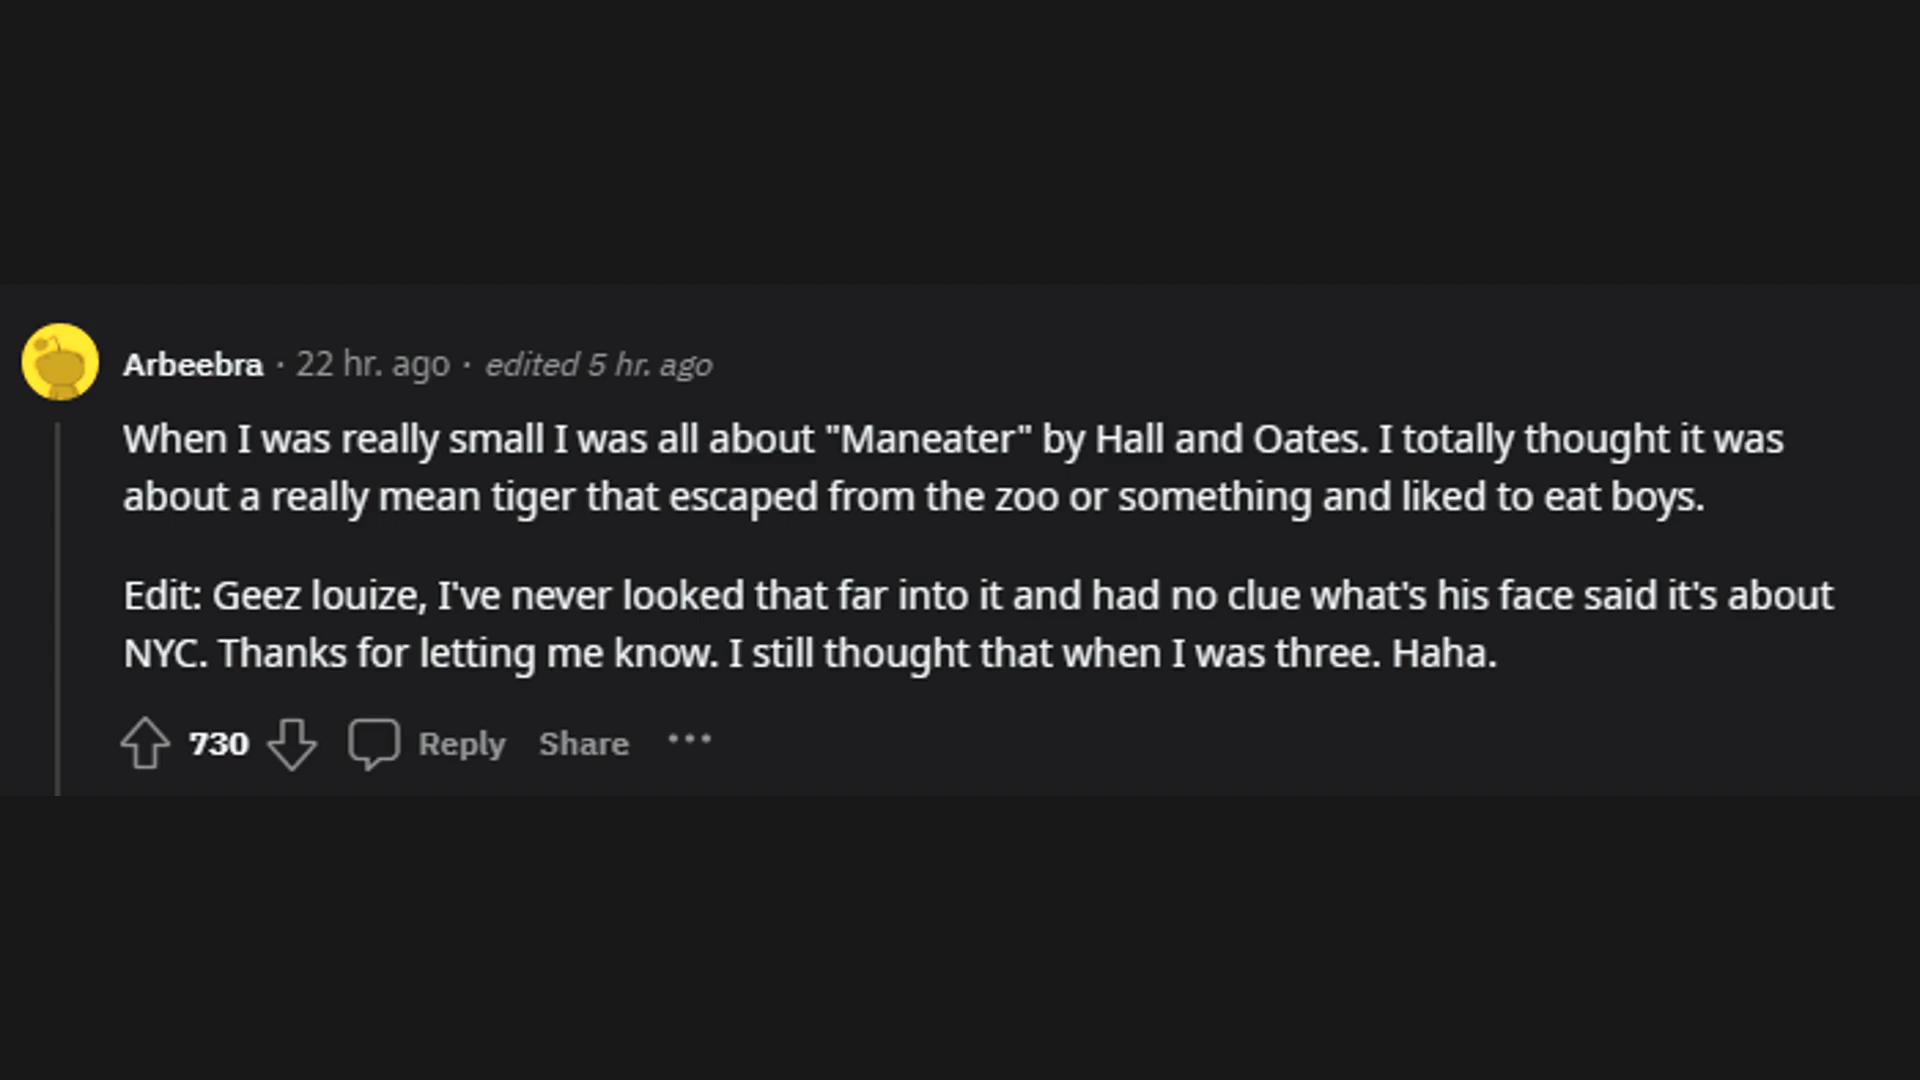 Arbeebra · 22 hr. ago · edited 5 hr. ago
When I was really small I was all about "Maneater" by Hall and Oates. I totally thought it was
about a really mean tiger that escaped from the zoo or something and liked to eat boys.
Edit: Geez louize, I've never looked that far into it and had no clue what's his face said it's about
NYC. Thanks for letting me know. I still thought that when I was three. Haha.
730 Reply Share ···